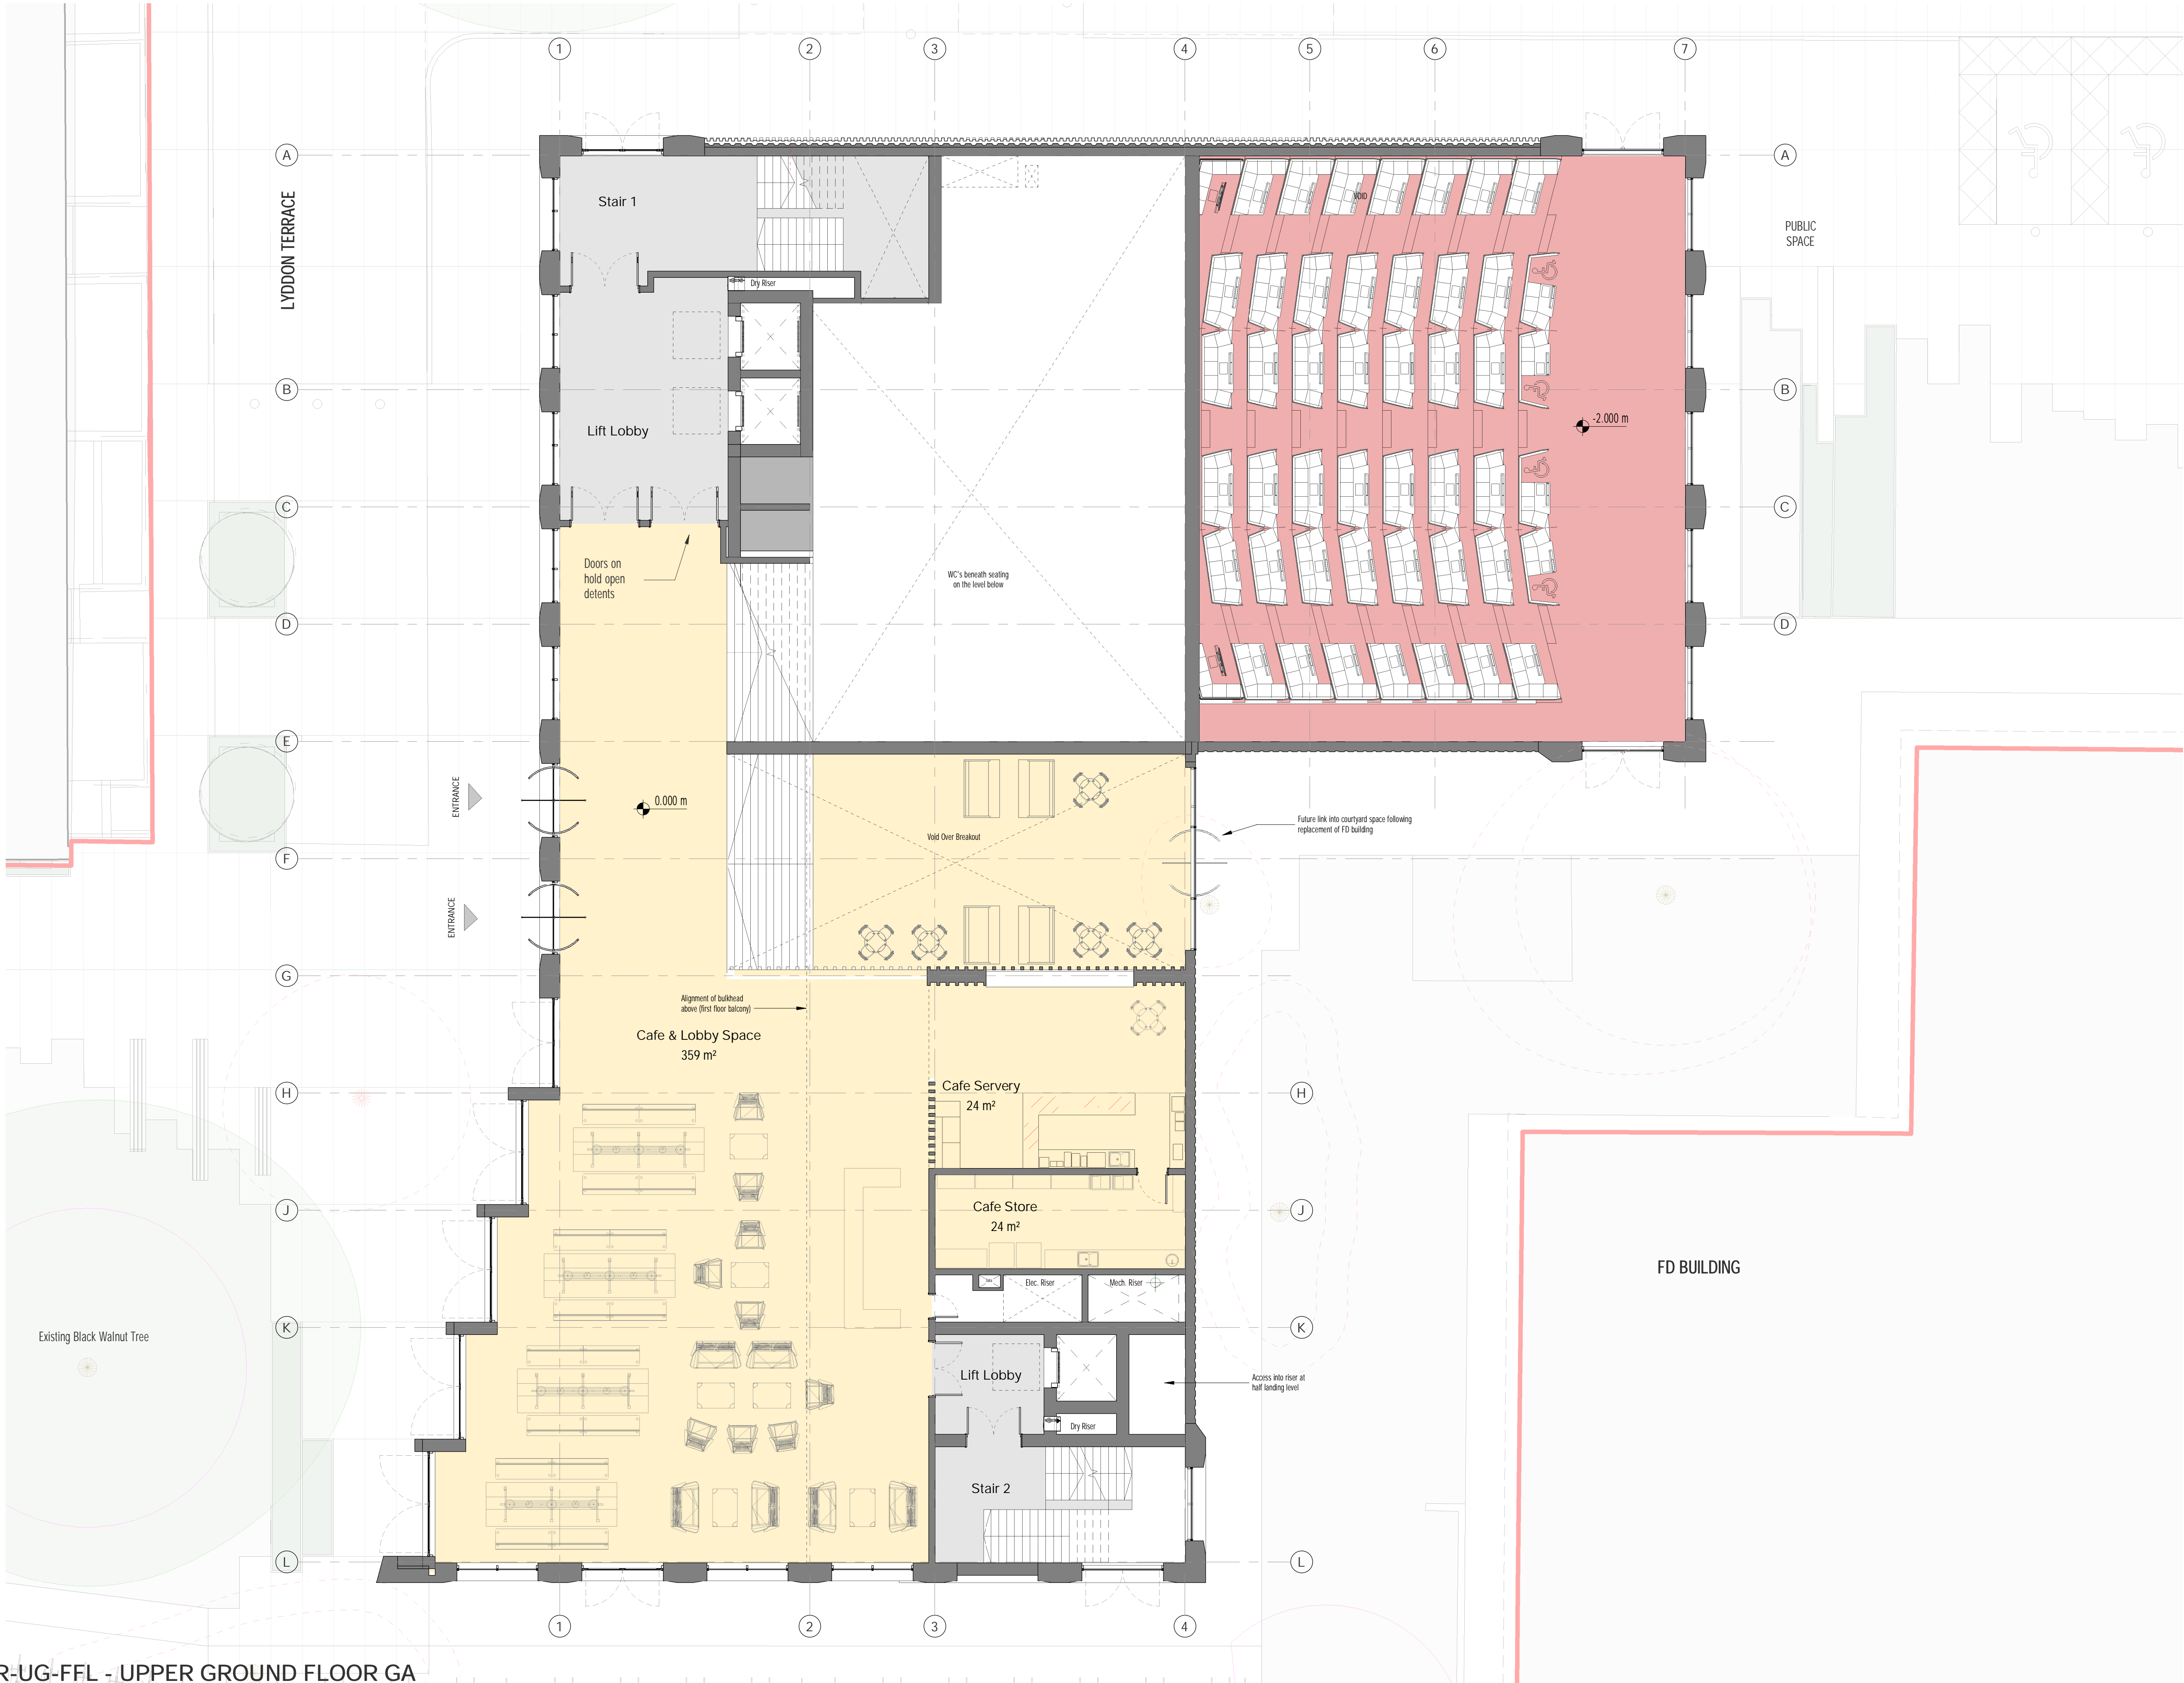 1
2
3
4
5
6
7
A
A
LYDDON TERRACE
Stair 1
VOID
PUBLIC
SPACE
Dry Riser
B
B
-2.000 m
Lift Lobby
C
C
Doors on
hold open
detents
WC's beneath seating
on the level below
D
D
E
ENTRANCE
0.000 m
Void Over Breakout
Future link into courtyard space following
replacement of FD building
F
ENTRANCE
G
Alignment of bulkhead
above (first floor balcony)
Cafe & Lobby Space
359 m²
Cafe Servery
24 m²
H
H
Cafe Store
24 m²
J
J
FD BUILDING
Elec. Riser
Mech. Riser
K
K
Existing Black Walnut Tree
Lift Lobby
Access into riser at
half landing level
Dry Riser
Stair 2
L
L
1
2
3
4
R-UG-FFL - UPPER GROUND FLOOR GA